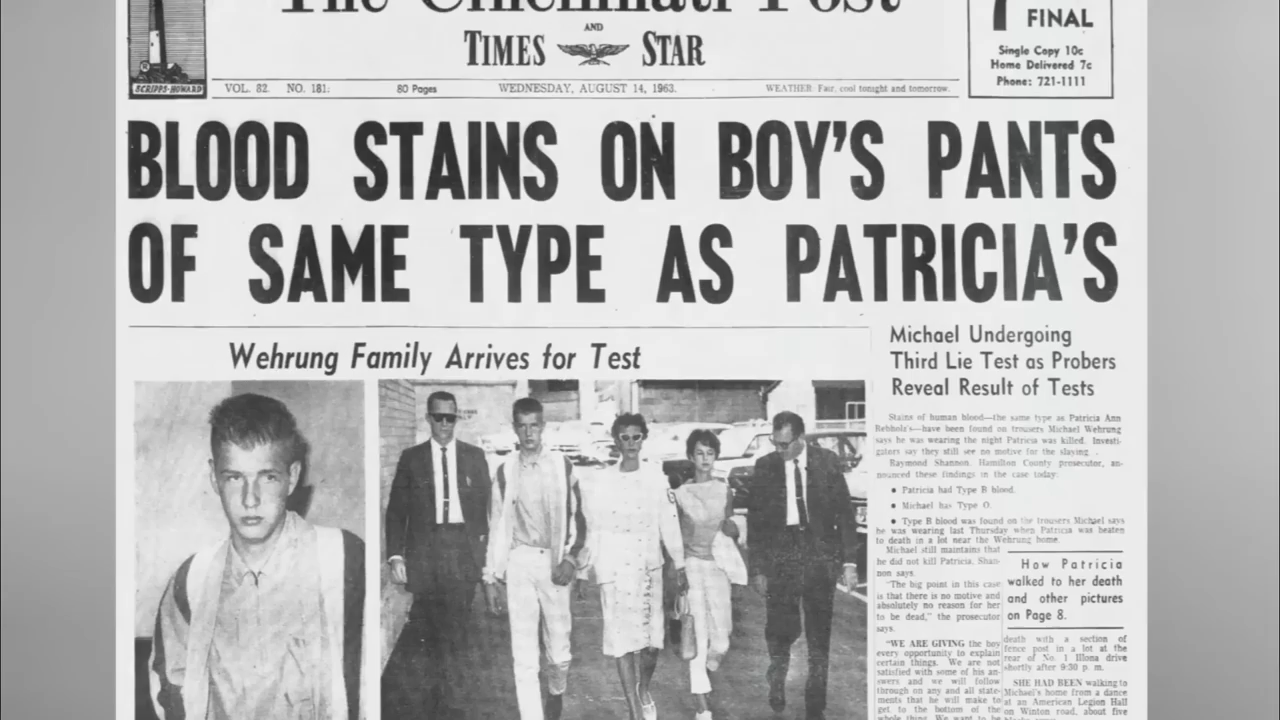 The Cincinnati Post
AND
TIMES STAR
SCRIPPS-HOWARD
FINAL
Single Copy 10c
Home Delivered 7c
Phone: 721-1111
VOL. 82. NO. 181. 80 Pages WEDNESDAY, AUGUST 14, 1963. WEATHER: Fair, cool tonight and tomorrow.
BLOOD STAINS ON BOY'S PANTS
OF SAME TYPE AS PATRICIA'S
Wehrung Family Arrives for Test
Michael Undergoing
Third Lie Test as Probers
Reveal Result of Tests
Stains of human blood—the same type as Patricia Ann
Rebholz's—have been found on trousers Michael Wehrung
says he was wearing the night Patricia was killed. Investi-
gators say they still see no motive for the slaying.
Raymond Shannon, Hamilton County prosecutor, an-
nounced these findings in the case today:
● Patricia had Type B blood.
● Michael has Type O.
● Type B blood was found on the trousers Michael says
he was wearing last Thursday when Patricia was beaten
to death in a lot near the Wehrung home.
Michael still maintains that
he did not kill Patricia, Shan-
non says.
"The big point in this case
is that there is no motive and
absolutely no reason for her
to be dead," the prosecutor
says.
"WE ARE GIVING the boy
every opportunity to explain
certain things. We are not
satisfied with some of his an-
swers and we will follow
through on any and all state-
ments that he will make to
get to the bottom of the
whole thing. We want to be
How Patricia
walked to her death
and other pictures
on Page 8.
death with a section of
fence post in a lot at the
rear of No. 1 Illona drive
shortly after 9:30 p. m.
SHE HAD BEEN walking to
Michael's home from a dance
at an American Legion Hall
on Winton road, about five